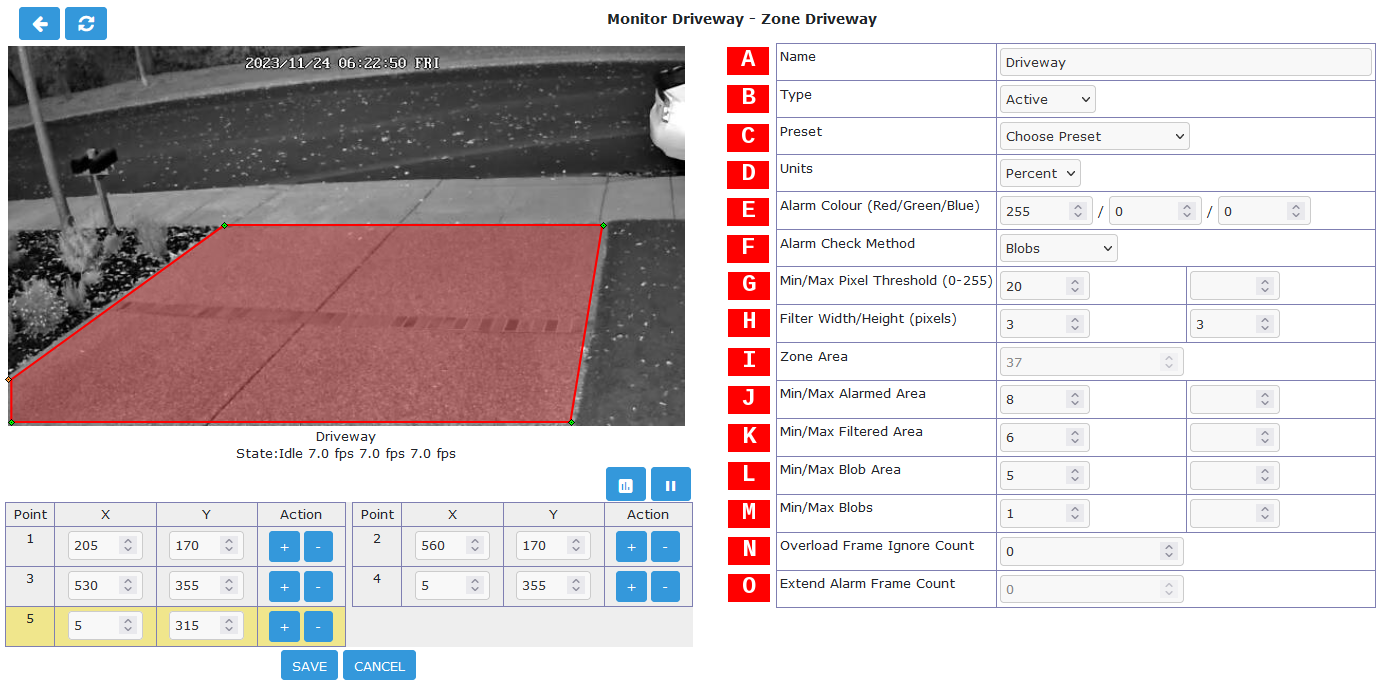 Monitor Driveway - Zone Driveway
2023/11/24 06:22:50 FRI
Driveway
State:Idle 7.0 fps 7.0 fps 7.0 fps
Point X Y Action Point X Y Action
1 205 170 + - 2 560 170 + -
3 530 355 + - 4 5 355 + -
5 5 315 + -
SAVE CANCEL
A Name Driveway
B Type Active
C Preset Choose Preset
D Units Percent
E Alarm Colour (Red/Green/Blue) 255 / 0 / 0
F Alarm Check Method Blobs
G Min/Max Pixel Threshold (0-255) 20
H Filter Width/Height (pixels) 3 3
I Zone Area 37
J Min/Max Alarmed Area 8
K Min/Max Filtered Area 6
L Min/Max Blob Area 5
M Min/Max Blobs 1
N Overload Frame Ignore Count 0
O Extend Alarm Frame Count 0